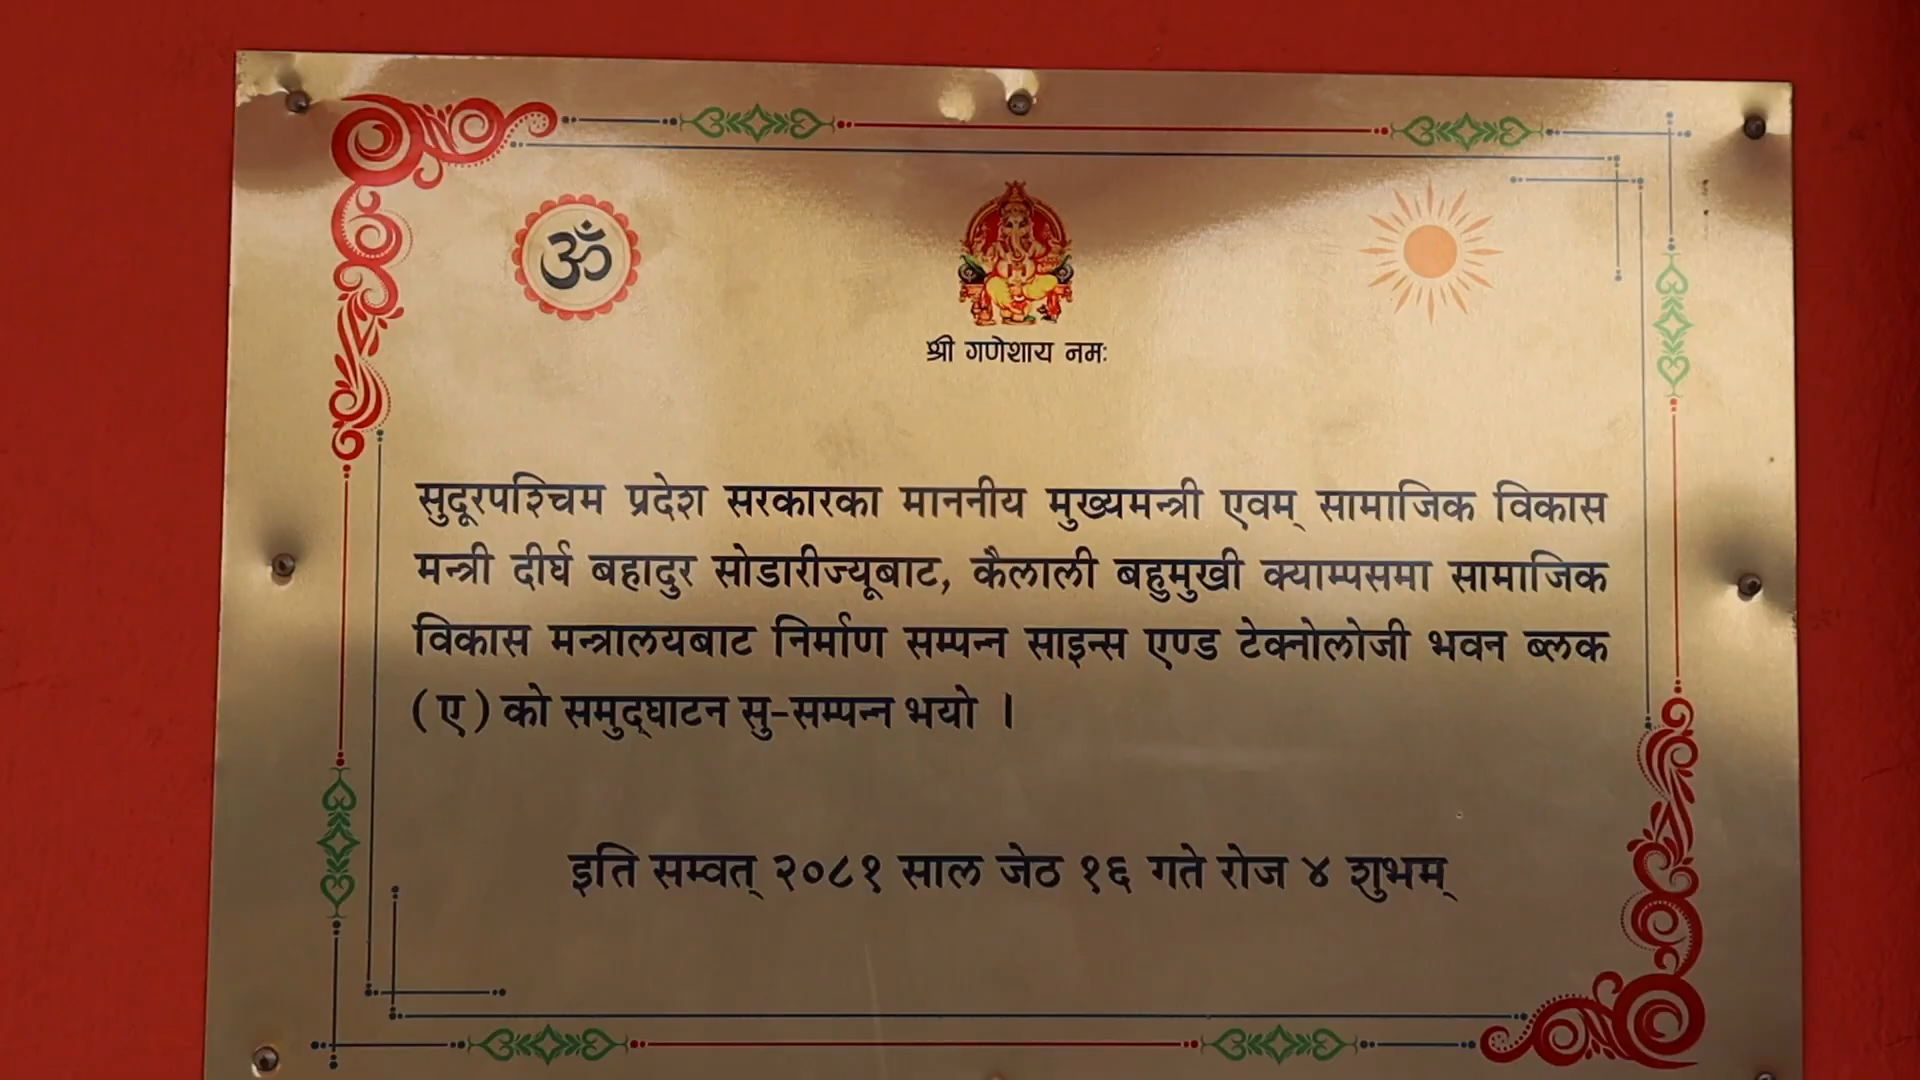 ॐ
श्री गणेशाय नमः
सुदूरपश्चिम प्रदेश सरकारका माननीय मुख्यमन्त्री एवम् सामाजिक विकास
मन्त्री दीर्घ बहादुर सोडारीज्यूबाट, कैलाली बहुमुखी क्याम्पसमा सामाजिक
विकास मन्त्रालयबाट निर्माण सम्पन्न साइन्स एण्ड टेक्नोलोजी भवन ब्लक
(ए) को समुद्घाटन सु-सम्पन्न भयो ।
इति सम्वत् २०८१ साल जेठ १६ गते रोज ४ शुभम्